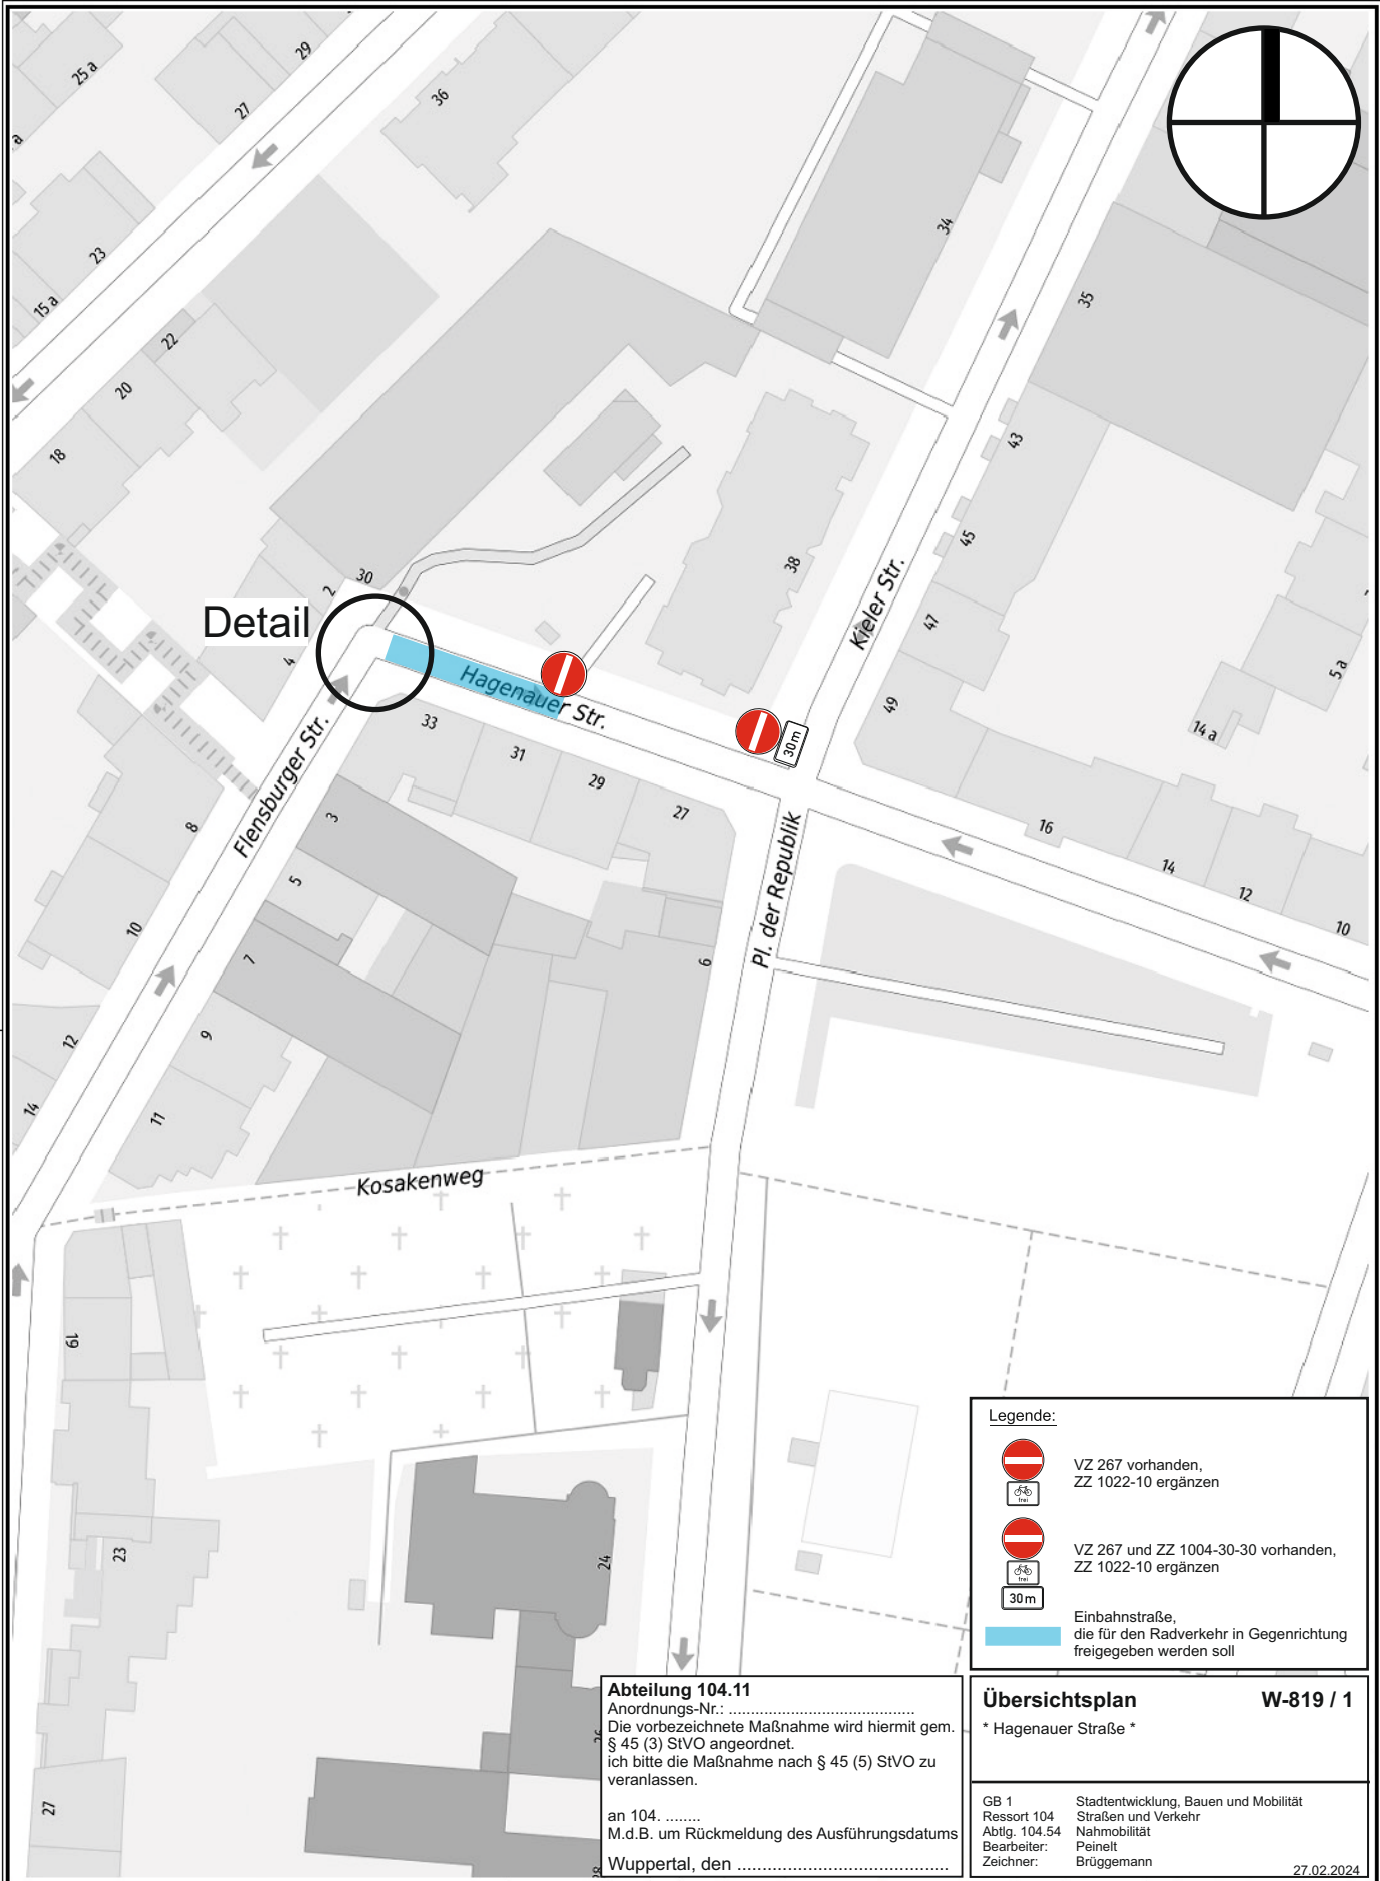 29
25 a
27
36
a
23
15 a
22
20
18
34
35
43
45
38
Kieler Str.
47
5 a
49
14 a
30
2
Detail
4
Hagenauer Str.
30 m
33
31
29
27
Flensburger Str.
3
8
5
10
7
9
12
11
14
6
Pl. der Republik
16
14
12
10
Kosakenweg
19
23
24
26
27
28
Legende:
frei
VZ 267 vorhanden,
ZZ 1022-10 ergänzen
frei
30 m
VZ 267 und ZZ 1004-30-30 vorhanden,
ZZ 1022-10 ergänzen
Einbahnstraße,
die für den Radverkehr in Gegenrichtung
freigegeben werden soll
Abteilung 104.11
Anordnungs-Nr.: ............................................
Die vorbezeichnete Maßnahme wird hiermit gem.
§ 45 (3) StVO angeordnet.
ich bitte die Maßnahme nach § 45 (5) StVO zu
veranlassen.
an 104. ........
M.d.B. um Rückmeldung des Ausführungsdatums
Wuppertal, den ..........................................
Übersichtsplan W-819 / 1
* Hagenauer Straße *
GB 1 Stadtentwicklung, Bauen und Mobilität
Ressort 104 Straßen und Verkehr
Abtlg. 104.54 Nahmobilität
Bearbeiter: Peinelt
Zeichner: Brüggemann
27.02.2024